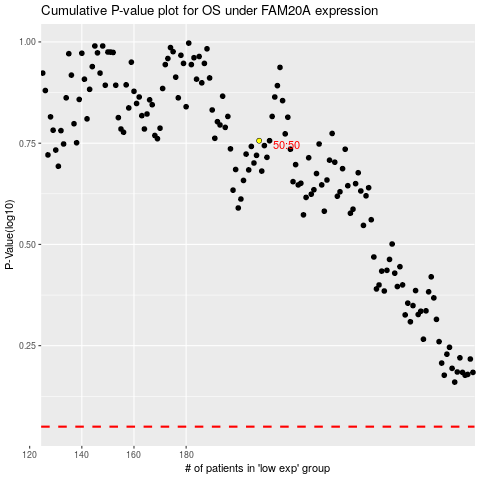 Cumulative P-value plot for OS under FAM20A expression
P-Value(log10)
1.00
0.75
0.50
0.25
50:50
120 140 160 180
# of patients in 'low exp' group